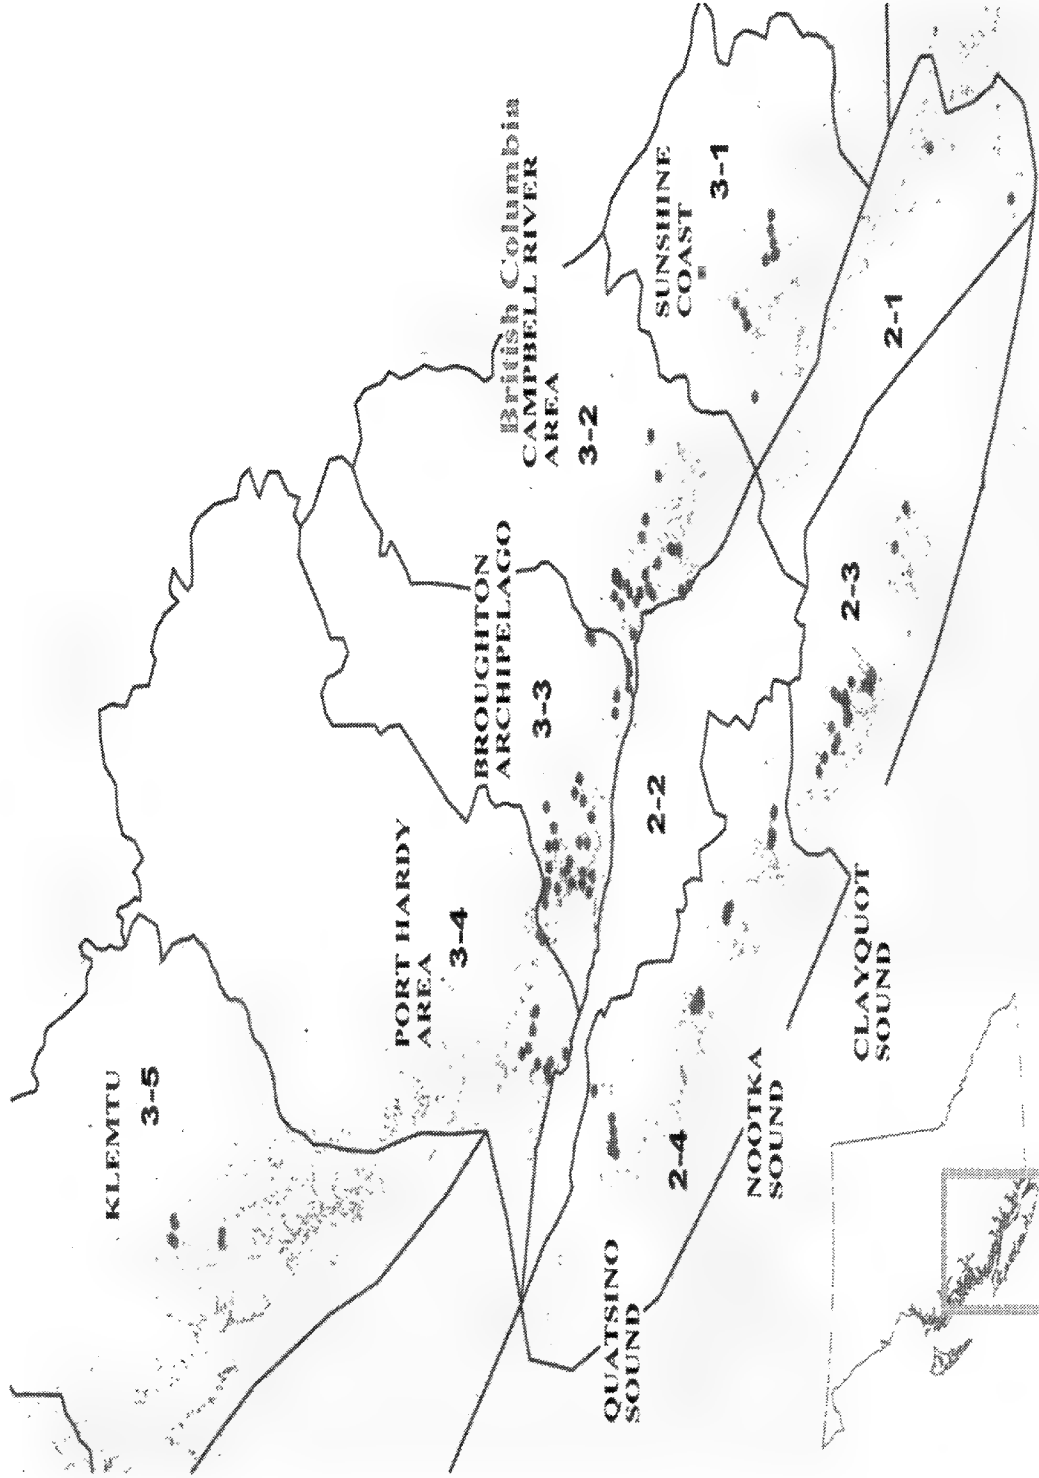 KLEMTU
3-5
PORT HARDY
AREA
3-4
BROUGHTON
ARCHIPELAGO
3-3
British Columbia
CAMPBELL RIVER
AREA
3-2
SUNSHINE
COAST
3-1
QUATSINO
SOUND
2-4
NOOTKA
SOUND
2-2
CLAYQUOT
SOUND
2-3
2-1